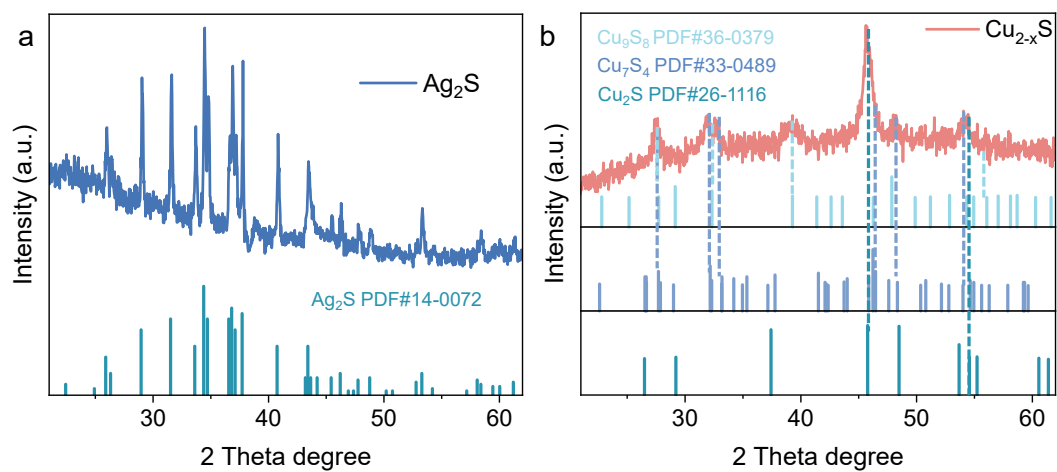 a
Ag₂S
Ag₂S PDF#14-0072
Intensity (a.u.)
30 40 50 60
2 Theta degree
b
Cu₉S₈ PDF#36-0379
Cu₇S₄ PDF#33-0489
Cu₂S PDF#26-1116
Cu₂₋ₓS
Intensity (a.u.)
30 40 50 60
2 Theta degree